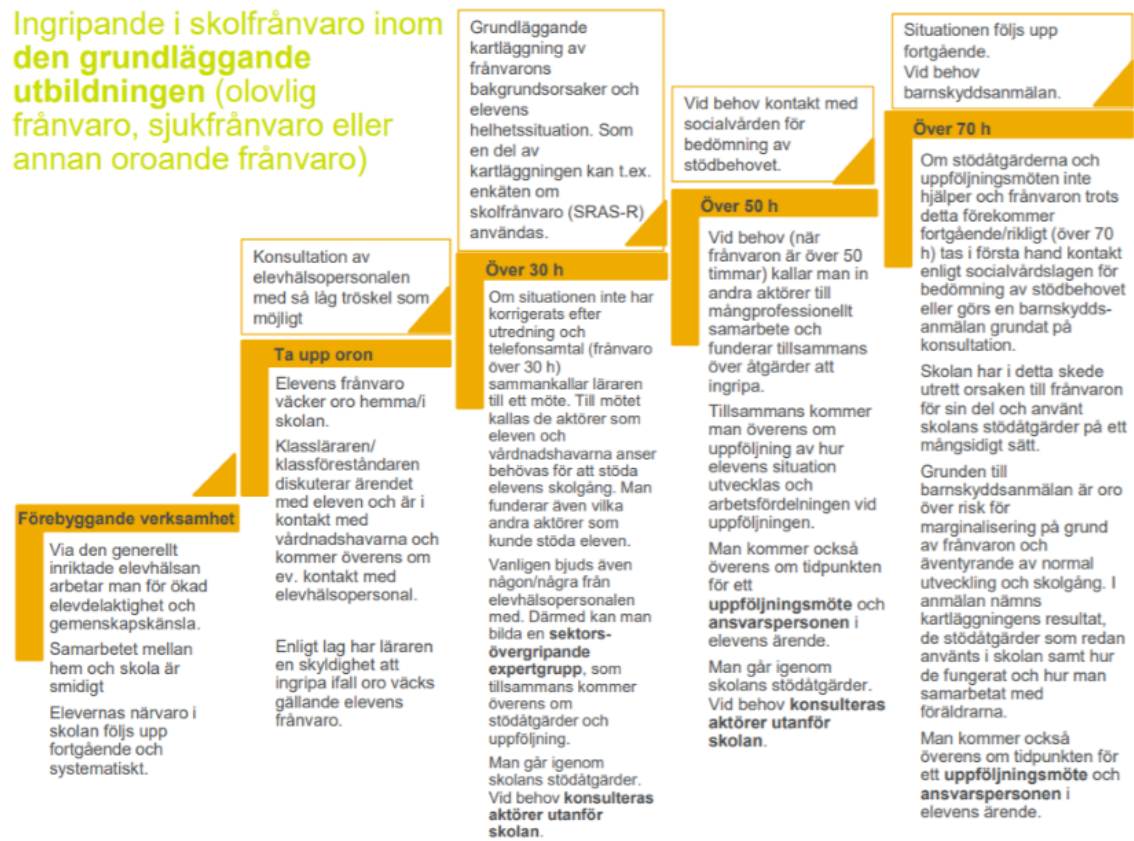 Ingripande i skolfrånvaro inom
den grundläggande
utbildningen (olovlig
frånvaro, sjukfrånvaro eller
annan oroande frånvaro)
Förebyggande verksamhet
Via den generellt
inriktade elevhälsan
arbetar man för ökad
elevdelaktighet och
gemenskapskänsla.
Samarbetet mellan
hem och skola är
smidigt
Elevernas närvaro i
skolan följs upp
fortgående och
systematiskt.
Konsultation av
elevhälsopersonalen
med så låg tröskel som
möjligt
Ta upp oron
Elevens frånvaro
väcker oro hemma/i
skolan.
Klassläraren/
klassföreståndaren
diskuterar ärendet
med eleven och är i
kontakt med
vårdnadshavarna och
kommer överens om
ev. kontakt med
elevhälsopersonal.
Enligt lag har läraren
en skyldighet att
ingripa ifall oro väcks
gällande elevens
frånvaro.
Grundläggande
kartläggning av
frånvarons
bakgrundsorsaker och
elevens
helhetssituation. Som
en del av
kartläggningen kan t.ex.
enkäten om
skolfrånvaro (SRAS-R)
användas.
Över 30 h
Om situationen inte har
korrigerats efter
utredning och
telefonsamtal (frånvaro
över 30 h)
sammankallar läraren
till ett möte. Till mötet
kallas de aktörer som
eleven och
vårdnadshavarna anser
behövas för att stöda
elevens skolgång. Man
funderar även vilka
andra aktörer som
kunde stöda eleven.
Vanligen bjuds även
någon/några från
elevhälsopersonalen
med. Därmed kan man
bilda en sektors-
övergripande
expertgrupp, som
tillsammans kommer
överens om
stödåtgärder och
uppföljning.
Man går igenom
skolans stödåtgärder.
Vid behov konsulteras
aktörer utanför
skolan.
Vid behov kontakt med
socialvården för
bedömning av
stödbehovet.
Över 50 h
Vid behov (när
frånvaron är över 50
timmar) kallar man in
andra aktörer till
mångprofessionellt
samarbete och
funderar tillsammans
över åtgärder att
ingripa.
Tillsammans kommer
man överens om
uppföljning av hur
elevens situation
utvecklas och
arbetsfördelningen vid
uppföljningen.
Man kommer också
överens om tidpunkten
för ett
uppföljningsmöte och
ansvarspersonen i
elevens ärende.
Man går igenom
skolans stödåtgärder.
Vid behov konsulteras
aktörer utanför
skolan.
Situationen följs upp
fortgående.
Vid behov
barnskyddsanmälan.
Över 70 h
Om stödåtgärderna och
uppföljningsmöten inte
hjälper och frånvaron trots
detta förekommer
fortgående/rikligt (över 70
h) tas i första hand kontakt
enligt socialvårdslagen för
bedömning av stödbehovet
eller görs en barnskydds-
anmälan grundat på
konsultation.
Skolan har i detta skede
utrett orsaken till frånvaron
för sin del och använt
skolans stödåtgärder på ett
mångsidigt sätt.
Grunden till
barnskyddsanmälan är oro
över risk för
marginalisering på grund
av frånvaron och
äventyrande av normal
utveckling och skolgång. I
anmälan nämns
kartläggningens resultat,
de stödåtgärder som redan
använts i skolan samt hur
de fungerat och hur man
samarbetat med
föräldrarna.
Man kommer också
överens om tidpunkten för
ett uppföljningsmöte och
ansvarspersonen i
elevens ärende.